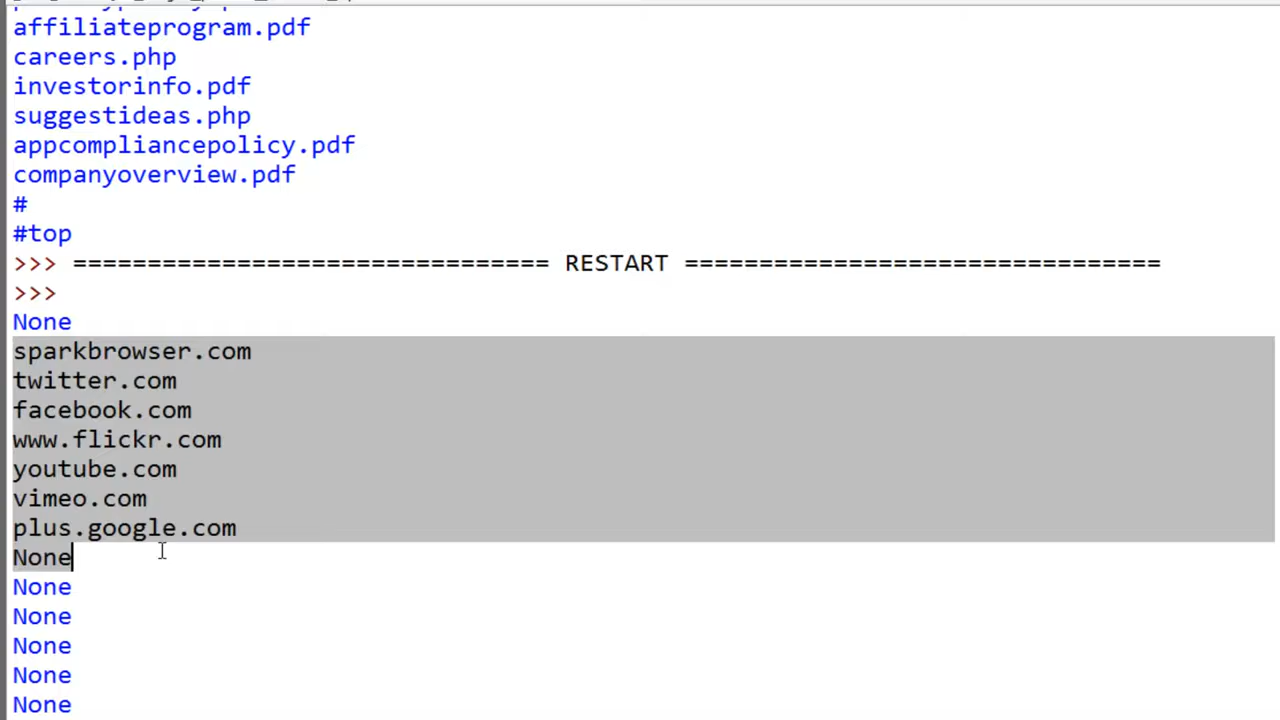 affiliateprogram.pdf
careers.php
investorinfo.pdf
suggestideas.php
appcompliancepolicy.pdf
companyoverview.pdf
#
#top
>>> ================================ RESTART ================================
>>>
None
sparkbrowser.com
twitter.com
facebook.com
www.flickr.com
youtube.com
vimeo.com
plus.google.com
None
None
None
None
None
None